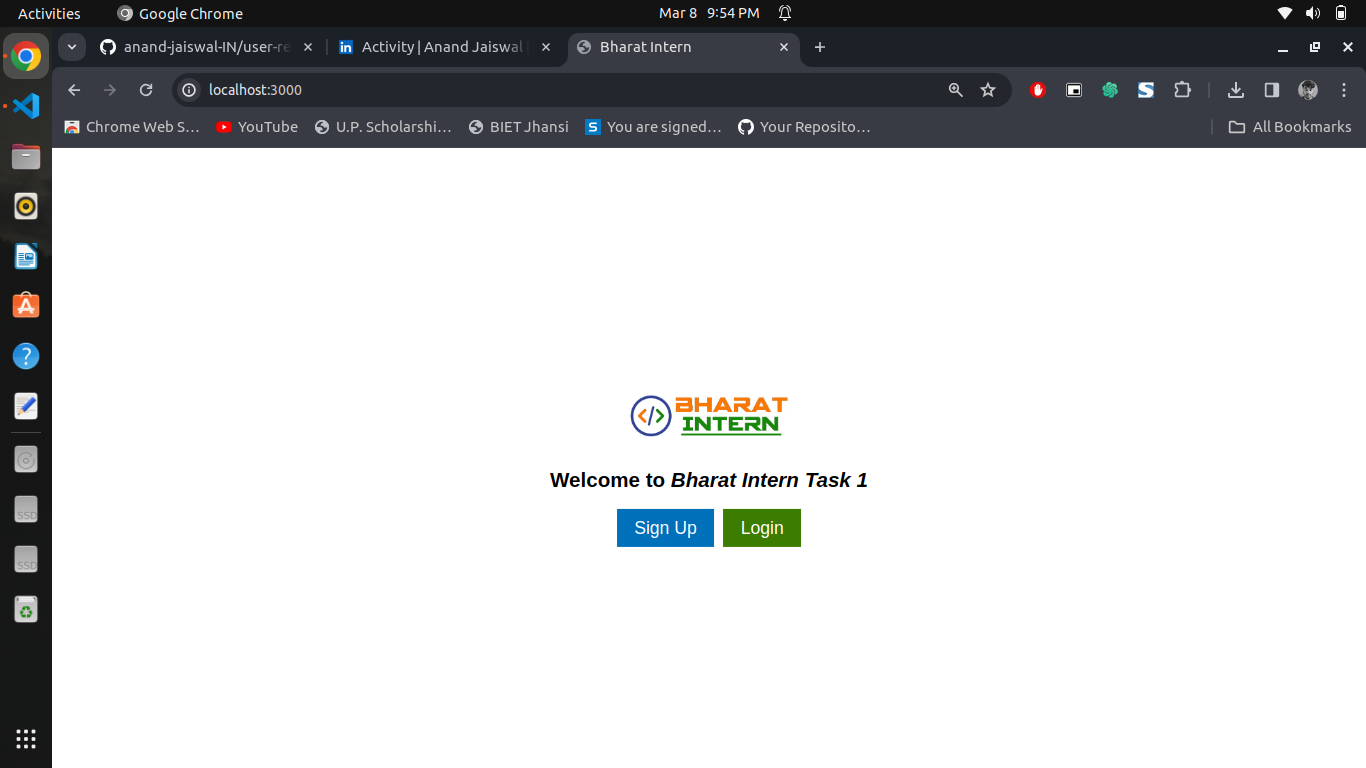 Activities Google Chrome Mar 8 9:54 PM
anand-jaiswal-IN/user-re Activity | Anand Jaiswal Bharat Intern
localhost:3000
Chrome Web S… YouTube U.P. Scholarshi… BIET Jhansi You are signed… Your Reposito… All Bookmarks
BHARAT
INTERN
Welcome to Bharat Intern Task 1
Sign Up Login
SSD
SSD